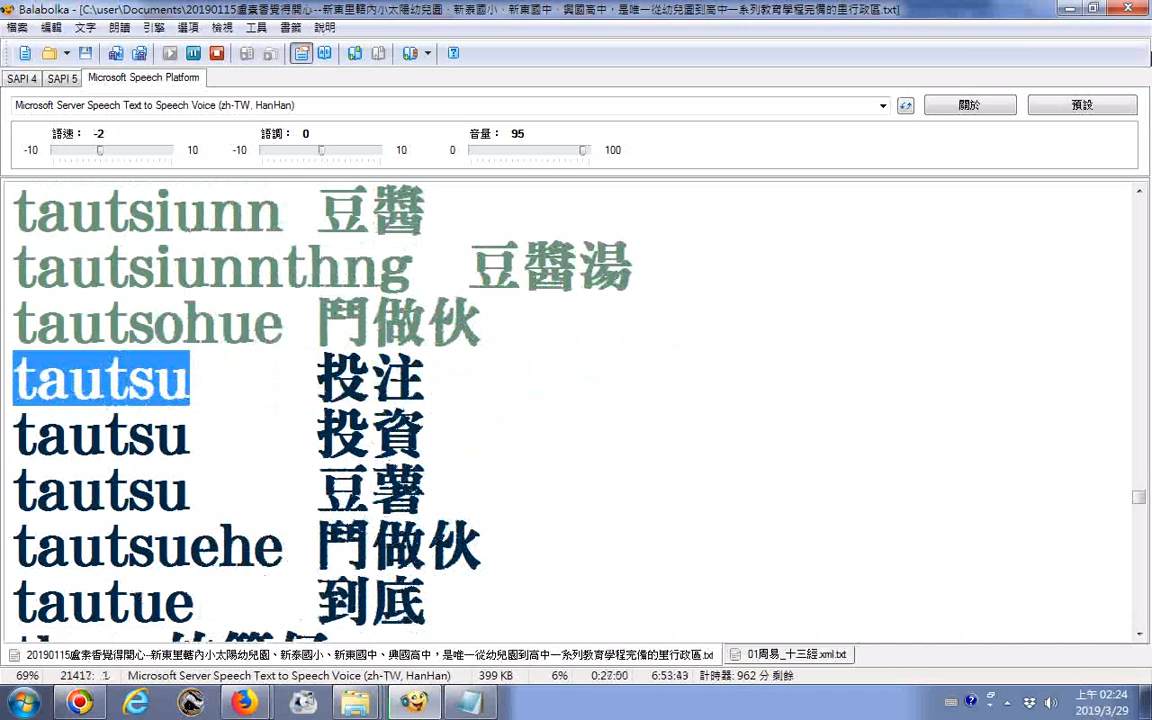 Balabolka - [C:\user\Documents\20190115盧素香覺得開心--新東里轄內小太陽幼兒園、新泰國小、新東國中、興國高中，是唯一從幼兒園到高中一系列教育學程完備的里行政區.txt]
檔案 編輯 文字 朗讀 引擎 選項 檢視 工具 書籤 說明
SAPI 4 SAPI 5 Microsoft Speech Platform
Microsoft Server Speech Text to Speech Voice (zh-TW, HanHan) 關於 預設
語速： -2 語調： 0 音量： 95
-10 10 -10 10 0 100
tautsiunn 豆醬
tautsiunnthng 豆醬湯
tautsohue 鬥做伙
tautsu 投注
tautsu 投資
tautsu 豆薯
tautsuehe 鬥做伙
tautue 到底
20190115盧素香覺得開心--新東里轄內小太陽幼兒園、新泰國小、新東國中、興國高中，是唯一從幼兒園到高中一系列教育學程完備的里行政區.txt 01周易_十三經.xml.txt
69% 21417: 1 Microsoft Server Speech Text to Speech Voice (zh-TW, HanHan) 399 KB 6% 0:27:00 6:53:49 計時器: 962 分 剩餘
上午 02:24
2019/3/29